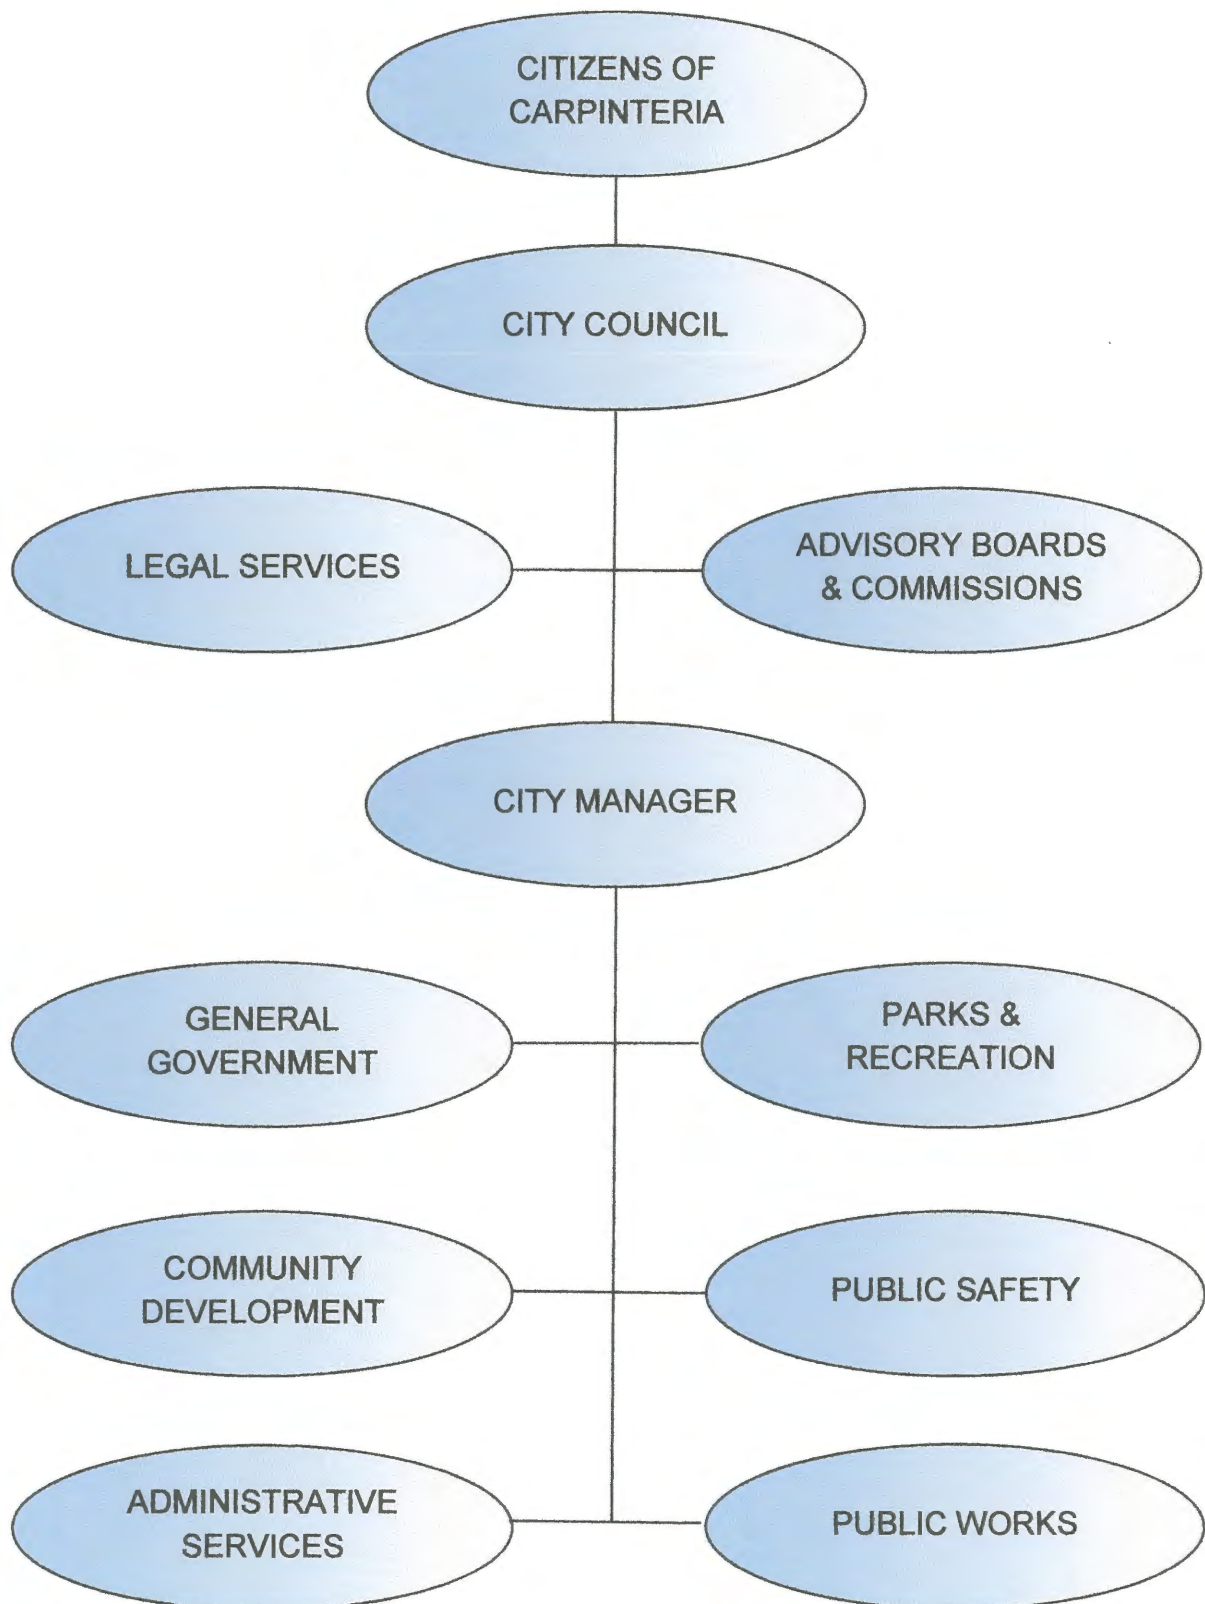 CITIZENS OF
CARPINTERIA
CITY COUNCIL
LEGAL SERVICES
ADVISORY BOARDS
& COMMISSIONS
CITY MANAGER
GENERAL
GOVERNMENT
PARKS &
RECREATION
COMMUNITY
DEVELOPMENT
PUBLIC SAFETY
ADMINISTRATIVE
SERVICES
PUBLIC WORKS